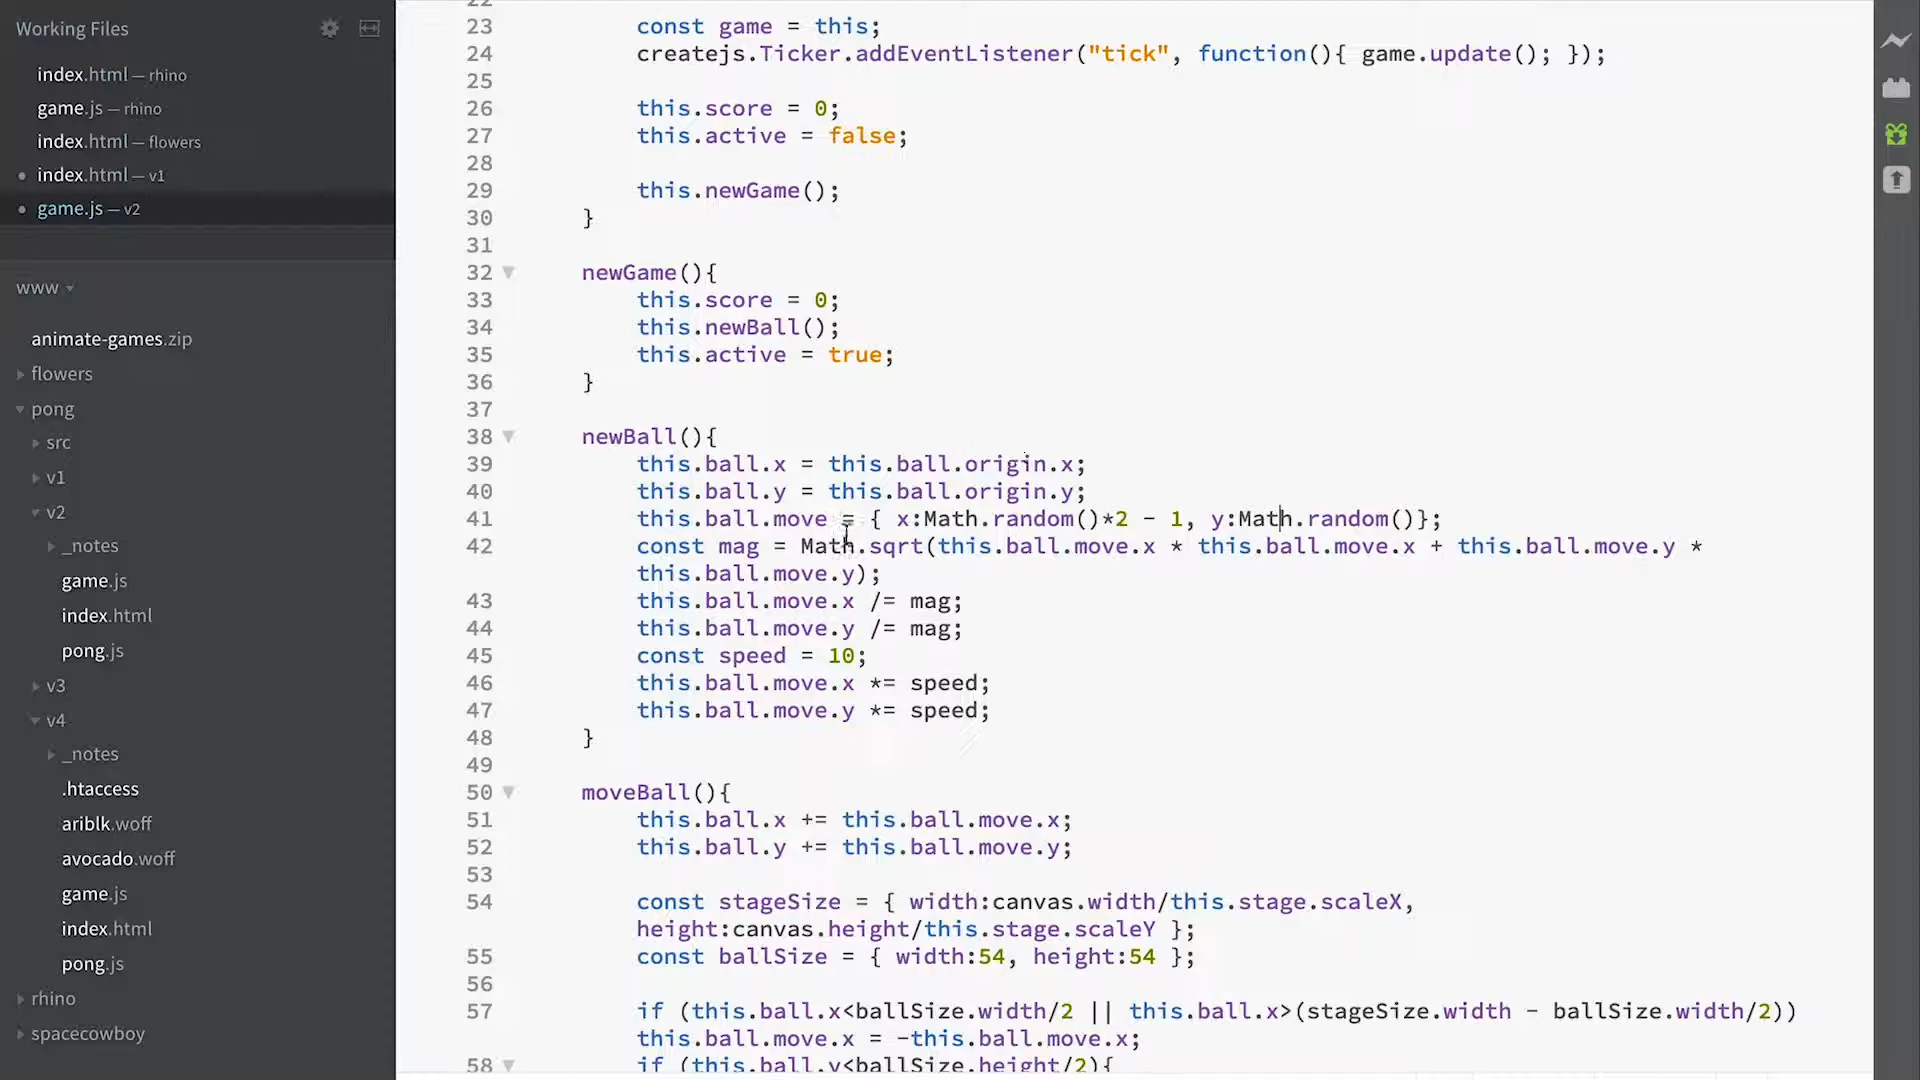 Working Files
index.html — rhino
game.js — rhino
index.html — flowers
index.html — v1
game.js — v2
www
animate-games.zip
flowers
pong
src
v1
v2
_notes
game.js
index.html
pong.js
v3
v4
_notes
.htaccess
ariblk.woff
avocado.woff
game.js
index.html
pong.js
rhino
spacecowboy
22
23 const game = this;
24 createjs.Ticker.addEventListener("tick", function(){ game.update(); });
25
26 this.score = 0;
27 this.active = false;
28
29 this.newGame();
30 }
31
32 newGame(){
33 this.score = 0;
34 this.newBall();
35 this.active = true;
36 }
37
38 newBall(){
39 this.ball.x = this.ball.origin.x;
40 this.ball.y = this.ball.origin.y;
41 this.ball.move = { x:Math.random()*2 - 1, y:Math.random()};
42 const mag = Math.sqrt(this.ball.move.x * this.ball.move.x + this.ball.move.y *
this.ball.move.y);
43 this.ball.move.x /= mag;
44 this.ball.move.y /= mag;
45 const speed = 10;
46 this.ball.move.x *= speed;
47 this.ball.move.y *= speed;
48 }
49
50 moveBall(){
51 this.ball.x += this.ball.move.x;
52 this.ball.y += this.ball.move.y;
53
54 const stageSize = { width:canvas.width/this.stage.scaleX,
height:canvas.height/this.stage.scaleY };
55 const ballSize = { width:54, height:54 };
56
57 if (this.ball.x<ballSize.width/2 || this.ball.x>(stageSize.width - ballSize.width/2))
this.ball.move.x = -this.ball.move.x;
58 if (this.ball.y<ballSize.height/2){